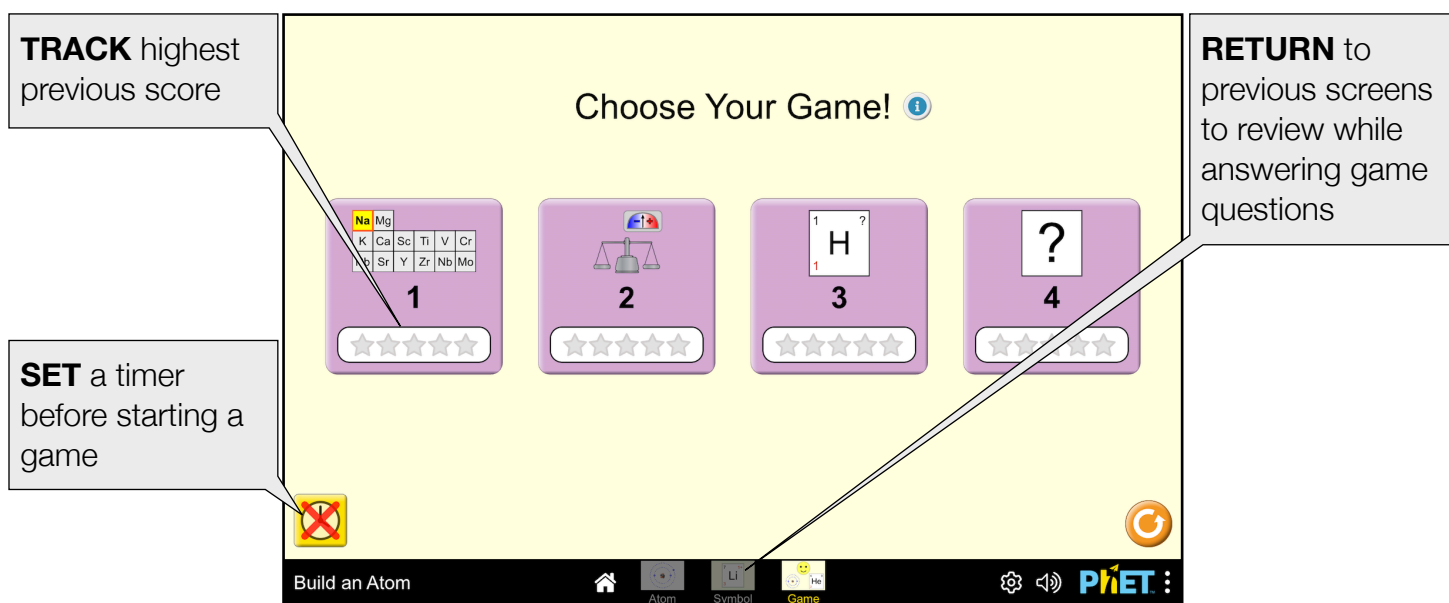 TRACK highest
previous score
RETURN to
previous screens
to review while
answering game
questions
SET a timer
before starting a
game
Choose Your Game!
Na Mg
K Ca Sc Ti V Cr
Sr Y Zr Nb Mo
1
1 ?
H
1
?
2
3
4
Build an Atom
Atom
Li
Symbol
He
Game
PhET